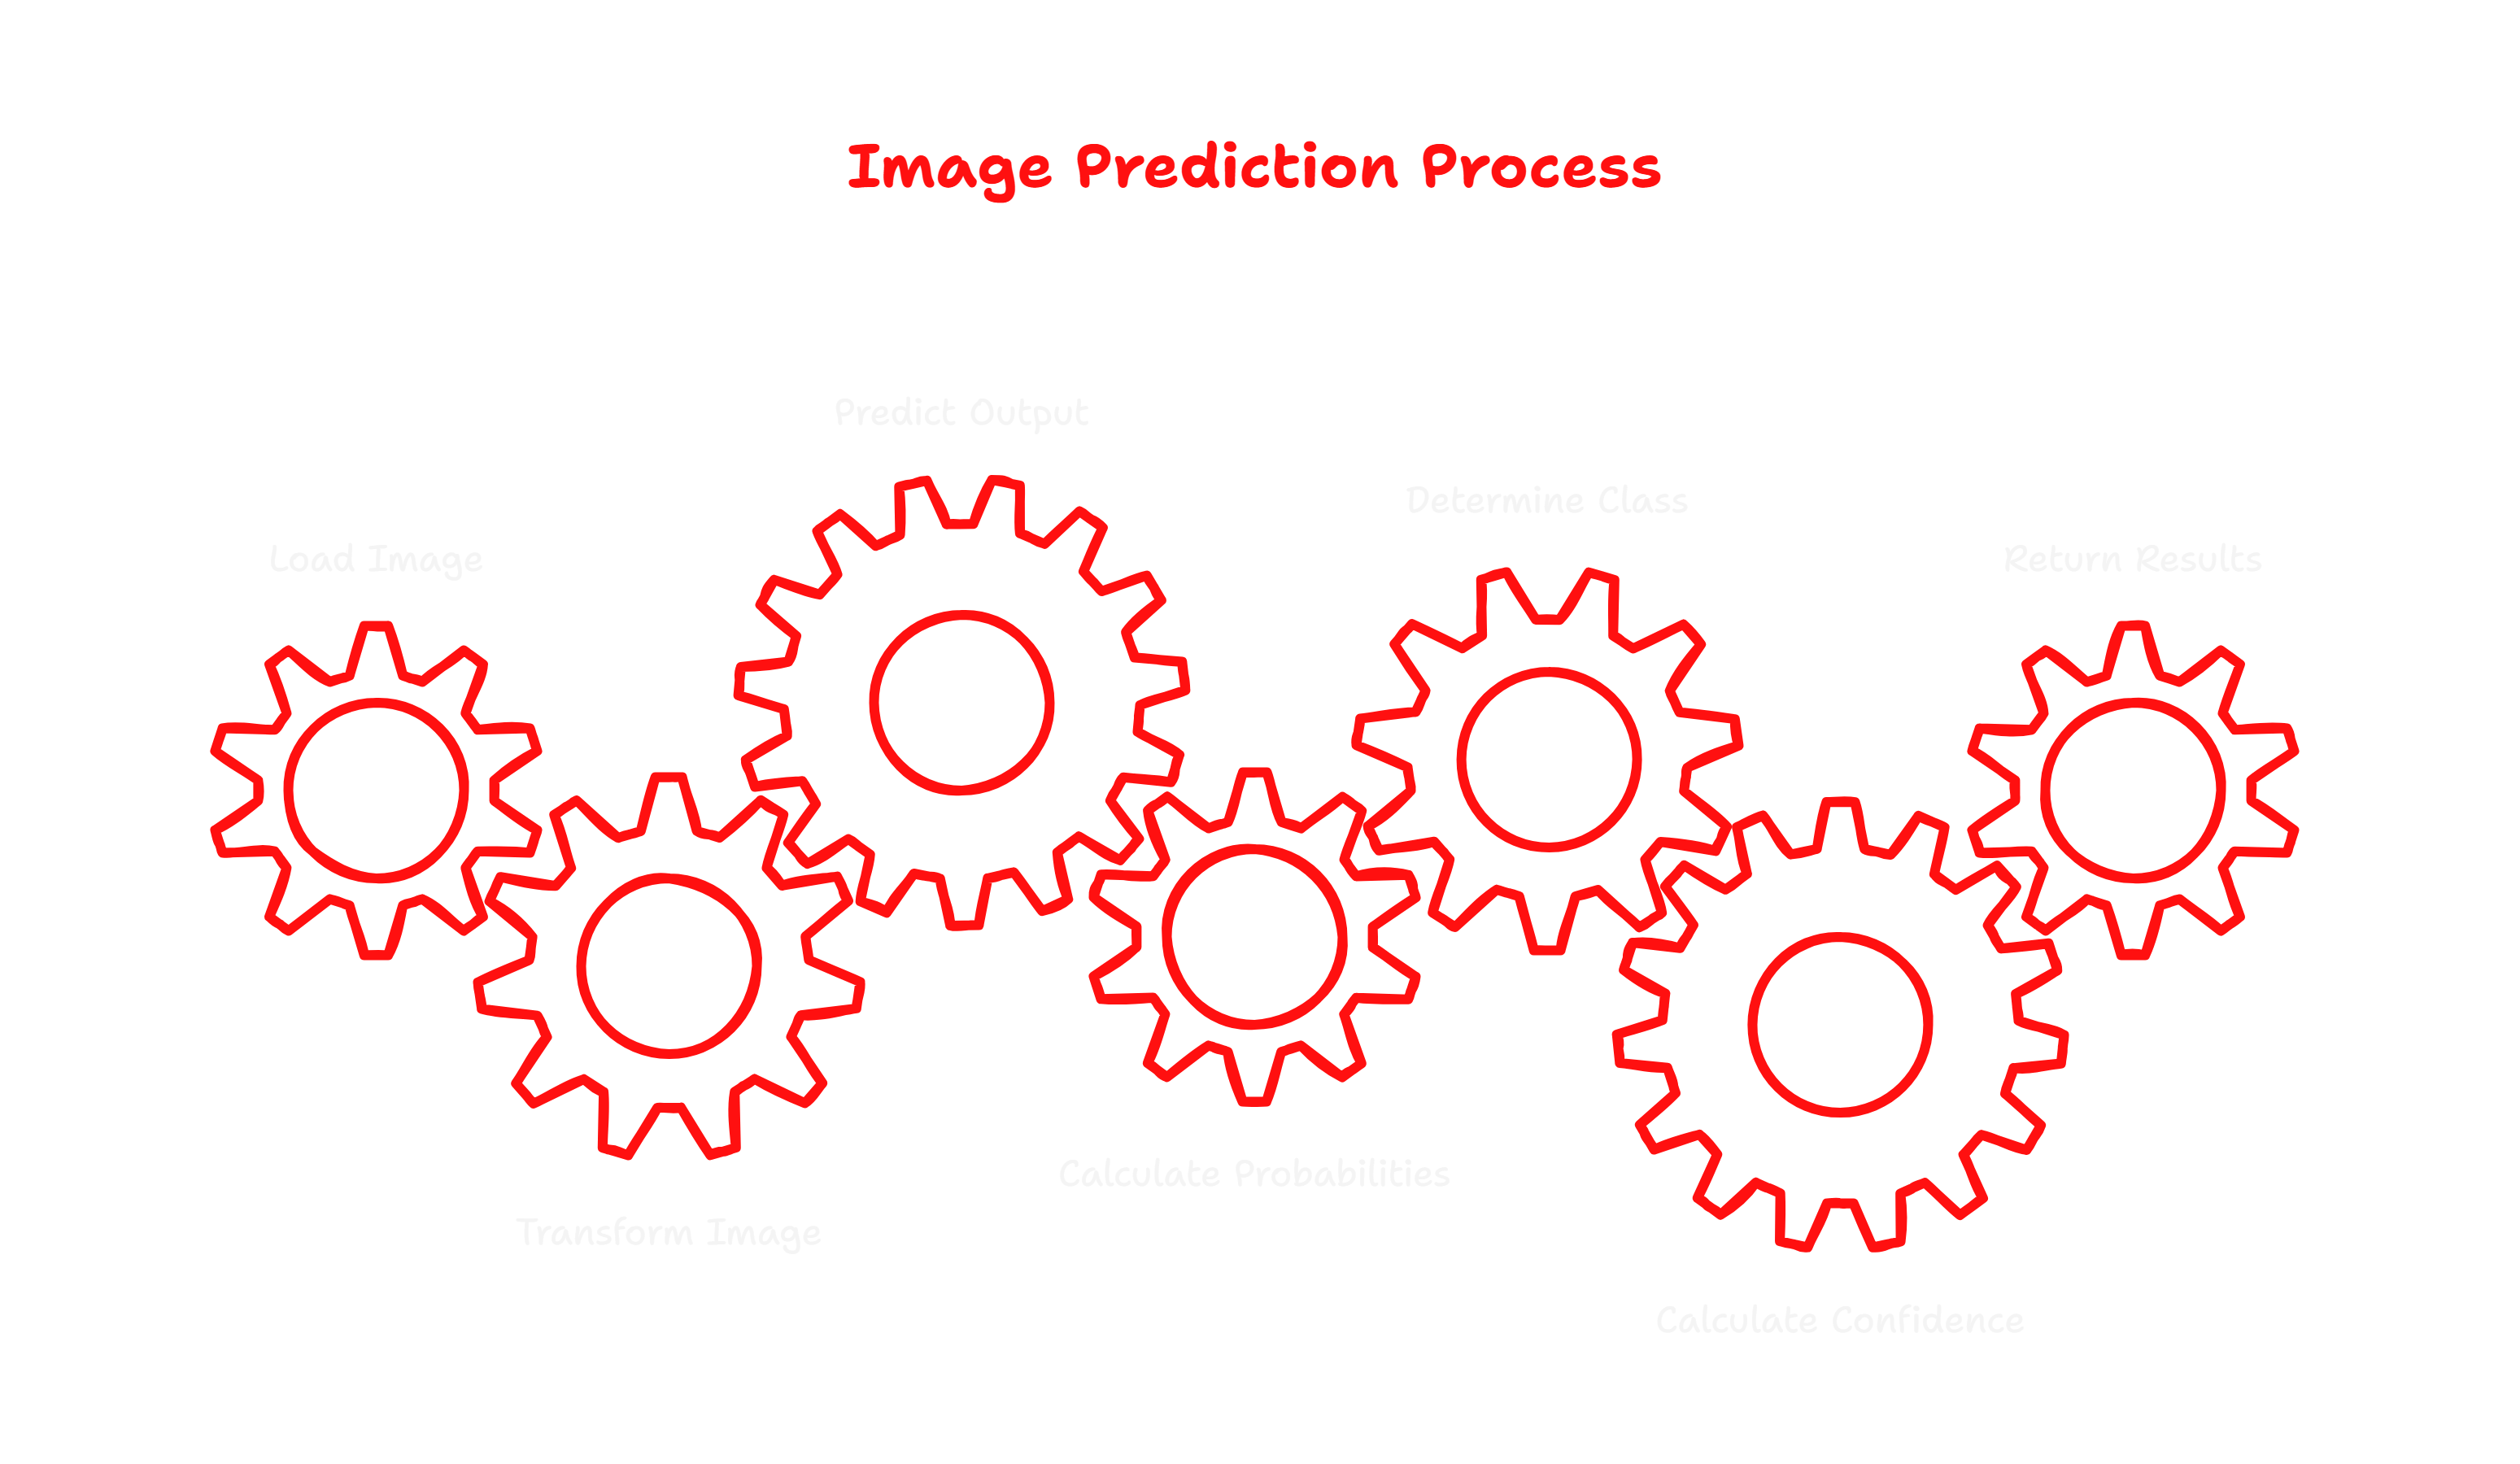 Image Prediction Process
Predict Output
Determine Class
Load Image
Return Results
Calculate Probabilities
Transform Image
Calculate Confidence